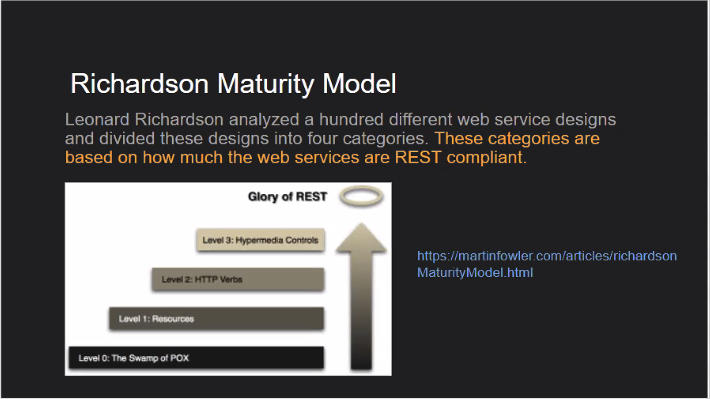 Richardson Maturity Model
Leonard Richardson analyzed a hundred different web service designs
and divided these designs into four categories. These categories are
based on how much the web services are REST compliant.
Glory of REST
Level 3: Hypermedia Controls
Level 2: HTTP Verbs
Level 1: Resources
Level 0: The Swamp of POX
https://martinfowler.com/articles/richardson
MaturityModel.html